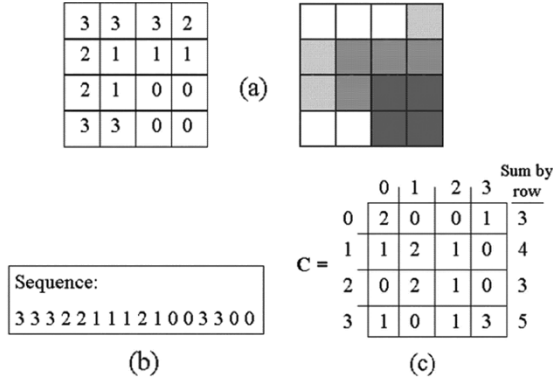 3 3 3 2
2 1 1 1
2 1 0 0
3 3 0 0
(a)
Sequence:
3 3 3 2 2 1 1 1 2 1 0 0 3 3 0 0
(b)
Sum by
row
0 1 2 3
0 2 0 0 1 3
C = 1 1 2 1 0 4
2 0 2 1 0 3
3 1 0 1 3 5
(c)